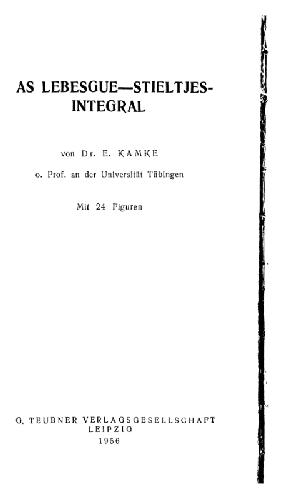 AS LEBESGUE—STIELTJES-
INTEGRAL
von Dr. E. KAMKE
o. Prof. an der Universität Tübingen
Mit 24 Figuren
G. TEUBNER VERLAGSGESELLSCHAFT
LEIPZIG
1956